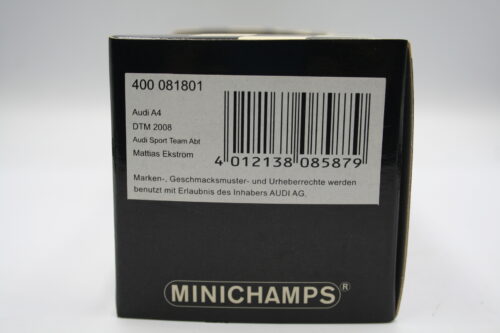 400 081801
Audi A4
DTM 2008
Audi Sport Team Abt
Mattias Ekstrom
4 012138 085879
Marken-, Geschmacksmuster- und Urheberrechte werden
benutzt mit Erlaubnis des Inhabers AUDI AG.
MINICHAMPS®